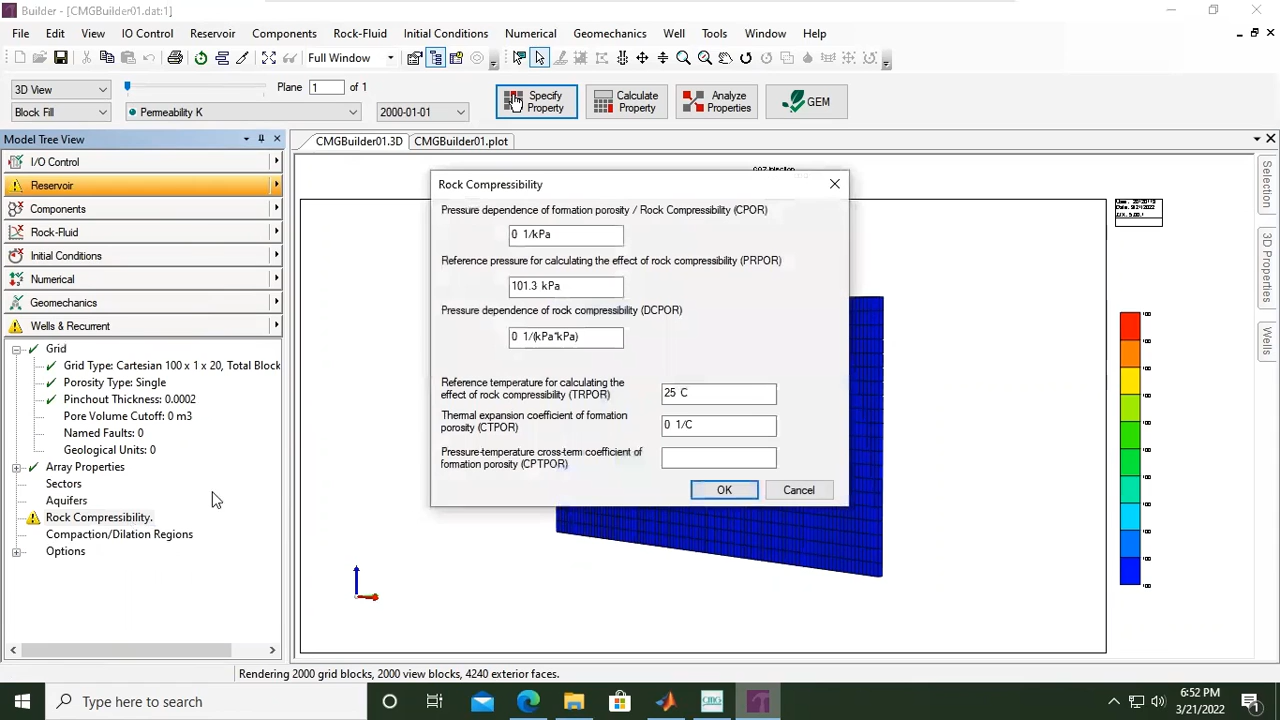 Builder - [CMGBuilder01.dat:1]
File Edit View IO Control Reservoir Components Rock-Fluid Initial Conditions Numerical Geomechanics Well Tools Window Help
Full Window
3D View
Plane 1 of 1
Block Fill
Permeability K
2000-01-01
Specify Property
Calculate Property
Analyze Properties
GEM
Model Tree View
I/O Control
Reservoir
Components
Rock-Fluid
Initial Conditions
Numerical
Geomechanics
Wells & Recurrent
Grid
Grid Type: Cartesian 100 x 1 x 20, Total Block
Porosity Type: Single
Pinchout Thickness: 0.0002
Pore Volume Cutoff: 0 m3
Named Faults: 0
Geological Units: 0
Array Properties
Sectors
Aquifers
Rock Compressibility.
Compaction/Dilation Regions
Options
CMGBuilder01.3D CMGBuilder01.plot
Rock Compressibility
Pressure dependence of formation porosity / Rock Compressibility (CPOR)
0 1/kPa
Reference pressure for calculating the effect of rock compressibility (PRPOR)
101.3 kPa
Pressure dependence of rock compressibility (DCPOR)
0 1/(kPa*kPa)
Reference temperature for calculating the
effect of rock compressibility (TRPOR)
25 C
Thermal expansion coefficient of formation
porosity (CTPOR)
0 1/C
Pressure-temperature cross-term coefficient of
formation porosity (CPTPOR)
OK Cancel
Selection
3D Properties
Wells
Rendering 2000 grid blocks, 2000 view blocks, 4240 exterior faces.
Type here to search
6:52 PM
3/21/2022